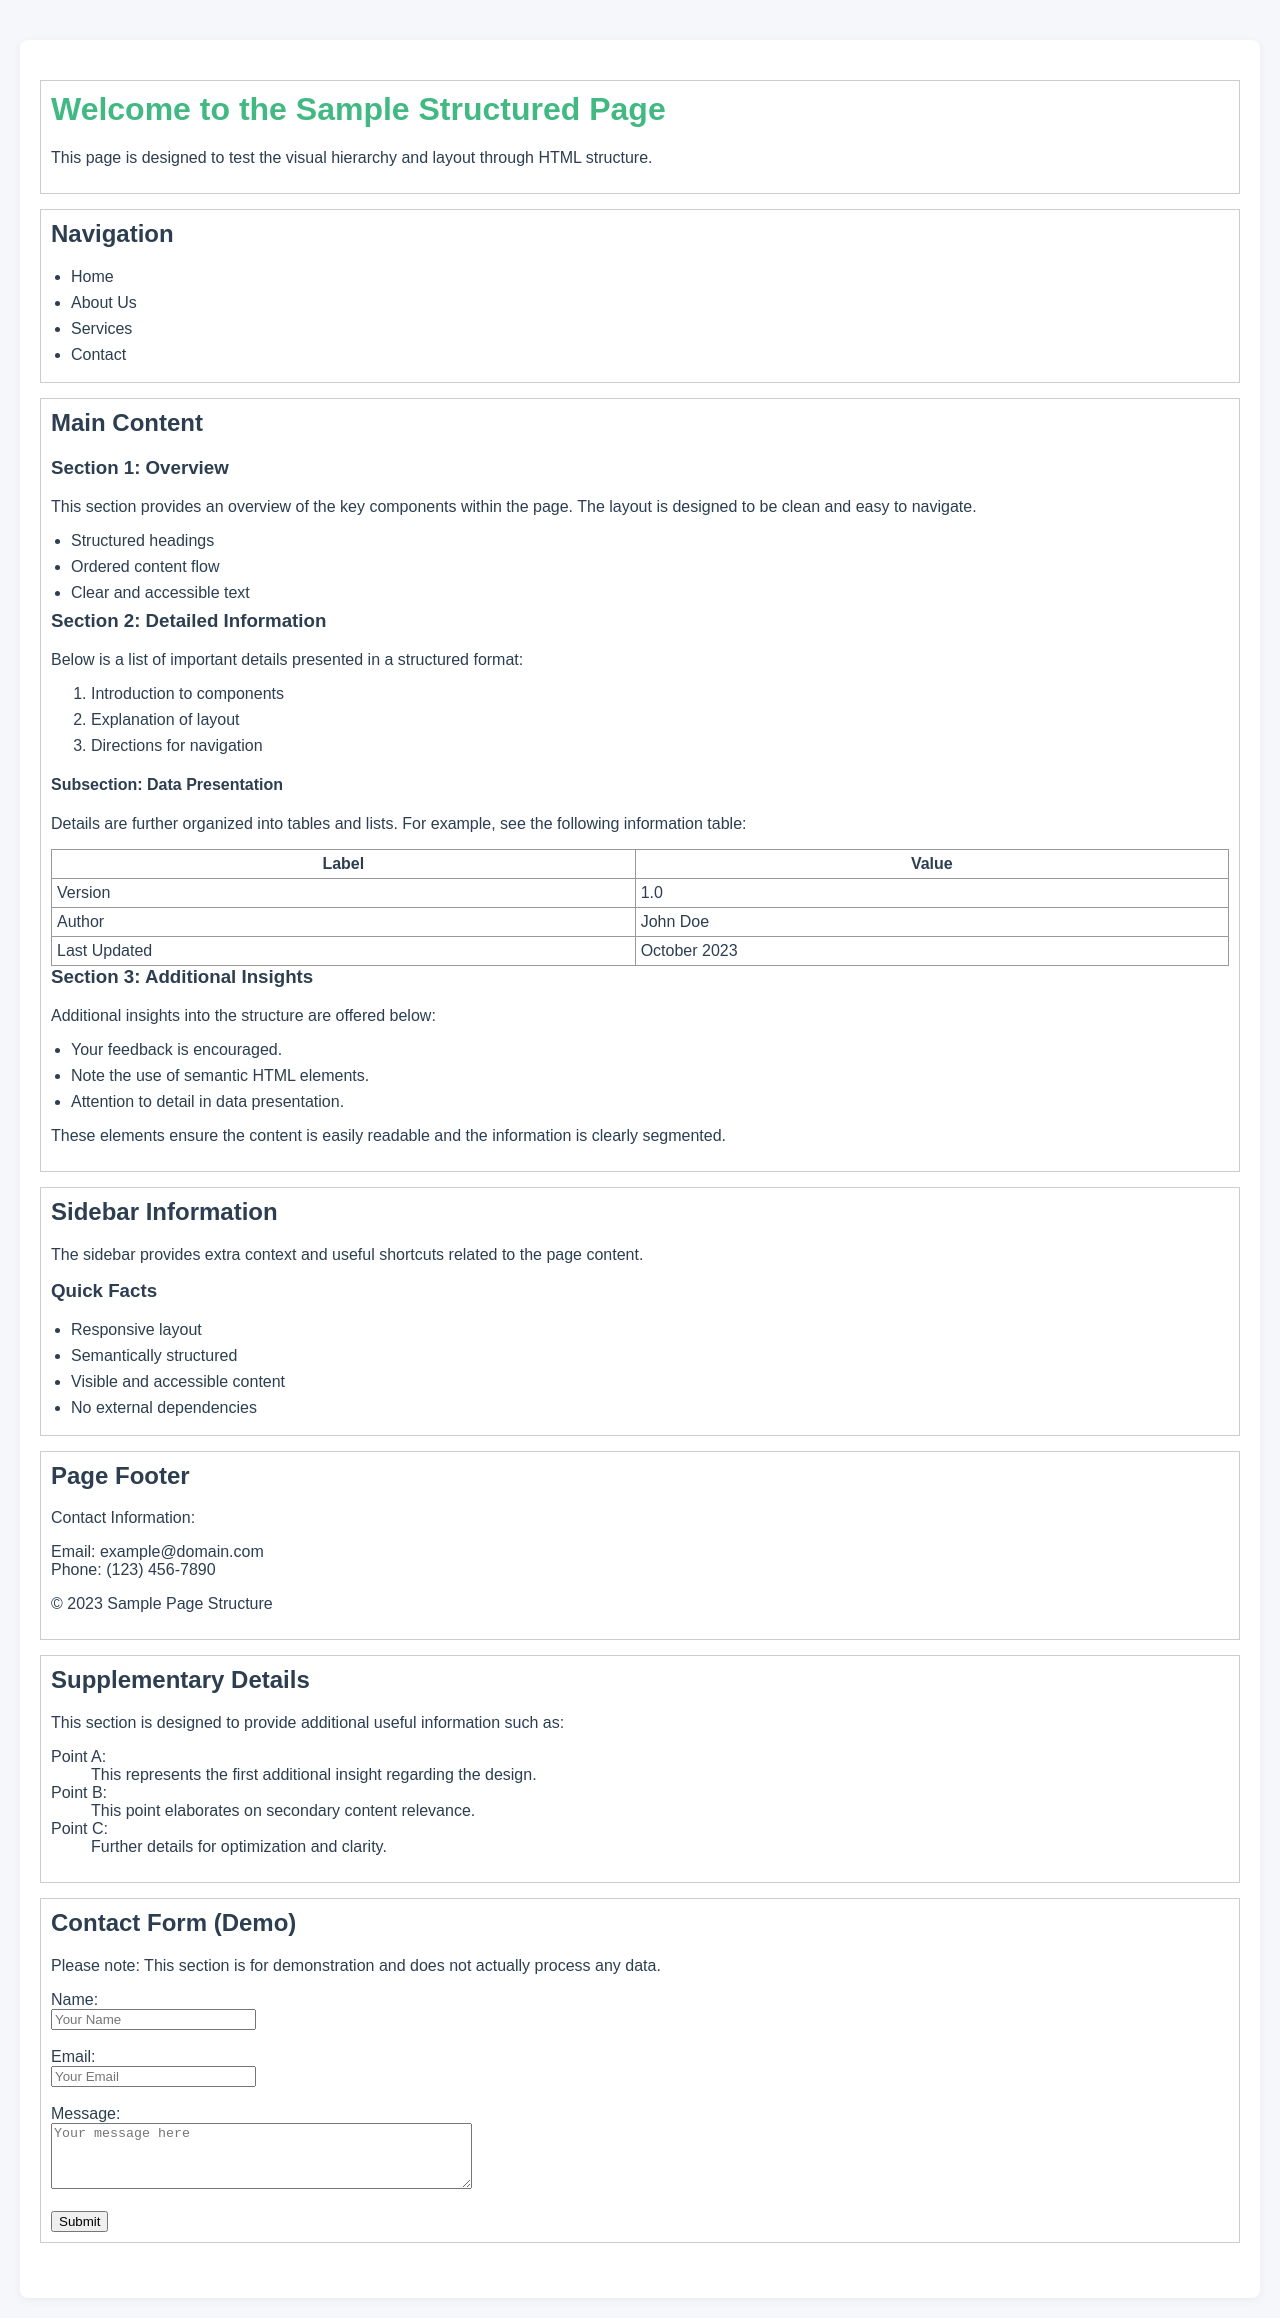 Welcome to the Sample Structured Page
This page is designed to test the visual hierarchy and layout through HTML structure.
Navigation
Home
About Us
Services
Contact
Main Content
Section 1: Overview
This section provides an overview of the key components within the page. The layout is designed to be clean and easy to navigate.
Structured headings
Ordered content flow
Clear and accessible text
Section 2: Detailed Information
Below is a list of important details presented in a structured format:
1. Introduction to components
2. Explanation of layout
3. Directions for navigation
Subsection: Data Presentation
Details are further organized into tables and lists. For example, see the following information table:
Label Value
Version 1.0
Author John Doe
Last Updated October 2023
Section 3: Additional Insights
Additional insights into the structure are offered below:
Your feedback is encouraged.
Note the use of semantic HTML elements.
Attention to detail in data presentation.
These elements ensure the content is easily readable and the information is clearly segmented.
Sidebar Information
The sidebar provides extra context and useful shortcuts related to the page content.
Quick Facts
Responsive layout
Semantically structured
Visible and accessible content
No external dependencies
Page Footer
Contact Information:
Email: example@domain.com
Phone: (123) 456-7890
© 2023 Sample Page Structure
Supplementary Details
This section is designed to provide additional useful information such as:
Point A:
This represents the first additional insight regarding the design.
Point B:
This point elaborates on secondary content relevance.
Point C:
Further details for optimization and clarity.
Contact Form (Demo)
Please note: This section is for demonstration and does not actually process any data.
Name:
Your Name
Email:
Your Email
Message:
Your message here
Submit